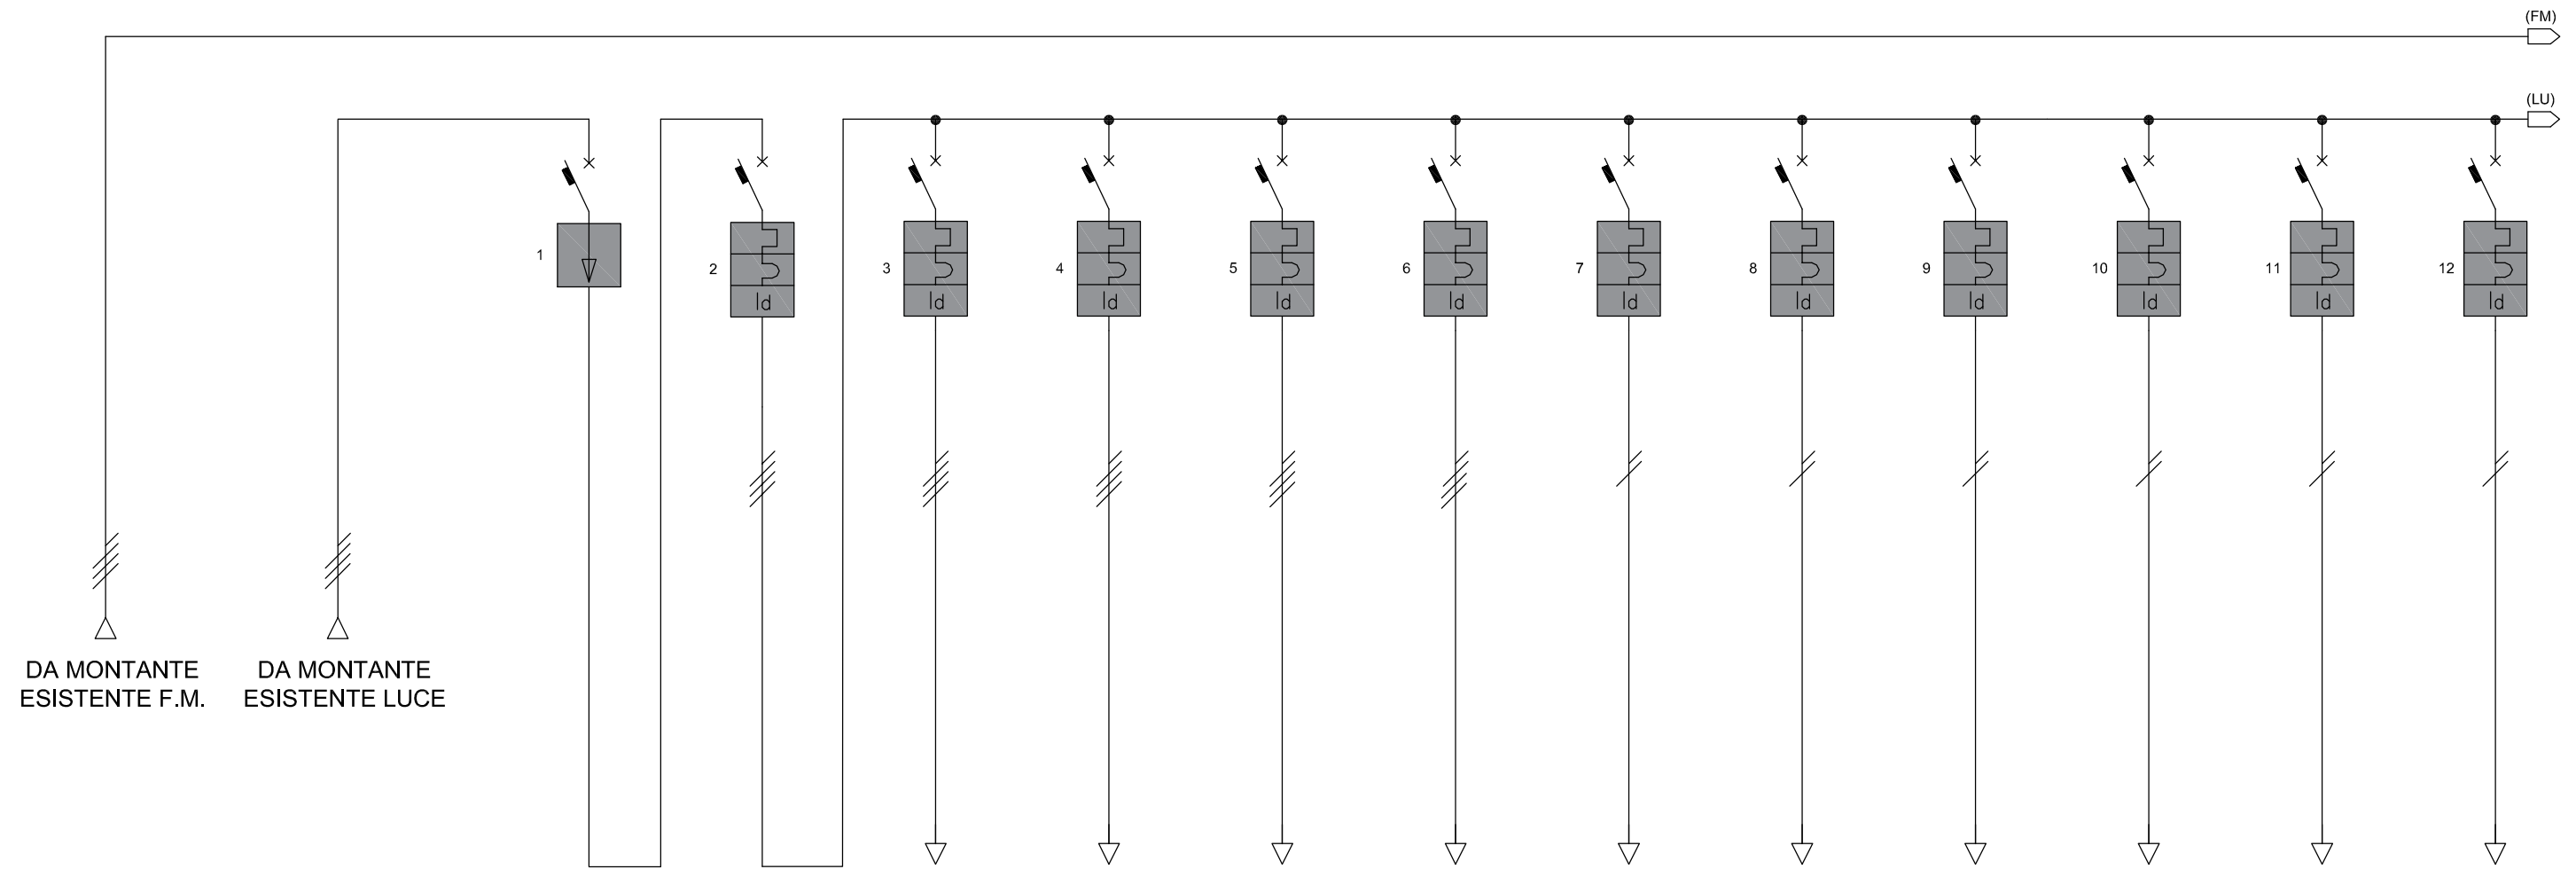 (FM)
(LU)
1
2
3
4
5
6
7
8
9
10
11
12
Id
Id
Id
Id
Id
Id
Id
Id
Id
Id
Id
DA MONTANTE
ESISTENTE F.M.
DA MONTANTE
ESISTENTE LUCE